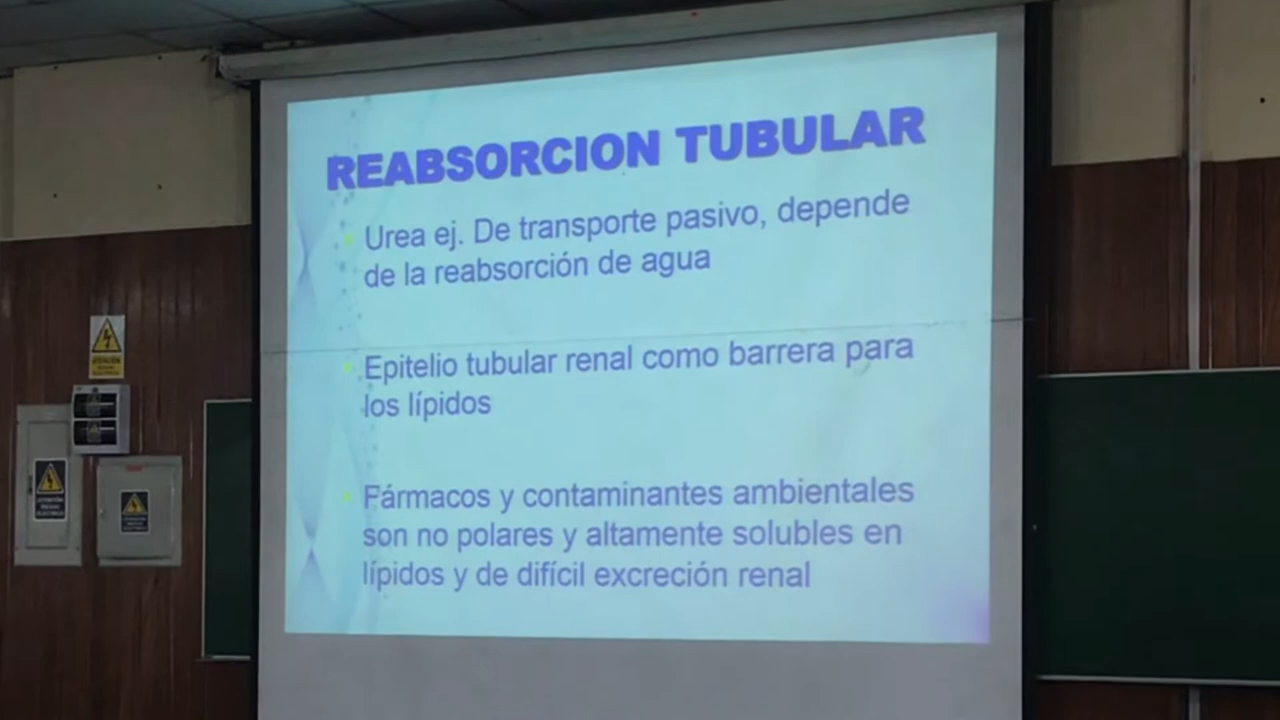 REABSORCION TUBULAR
Urea ej. De transporte pasivo, depende
de la reabsorción de agua
Epitelio tubular renal como barrera para
los lípidos
Fármacos y contaminantes ambientales
son no polares y altamente solubles en
lípidos y de difícil excreción renal